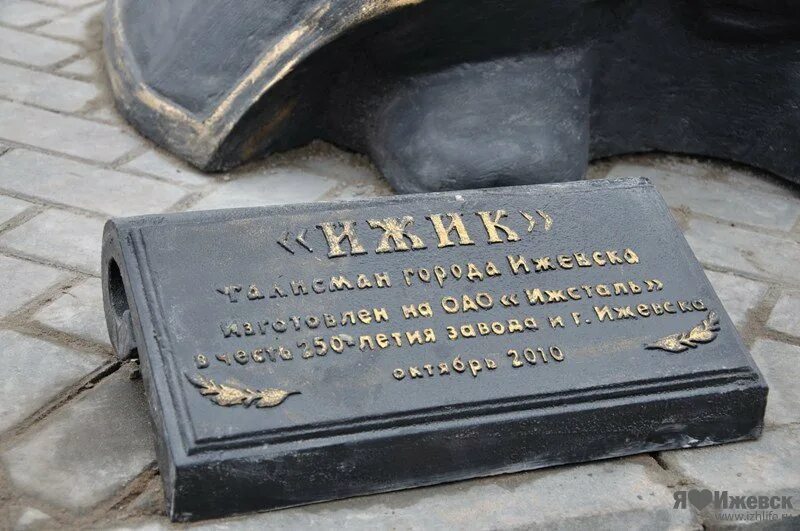 «ИЖИК»
талисман города Ижевска
изготовлен на ОАО «Ижсталь»
в честь 250-летия завода и г. Ижевска
октябрь 2010
Я♥Ижевск
www.izhlife.ru